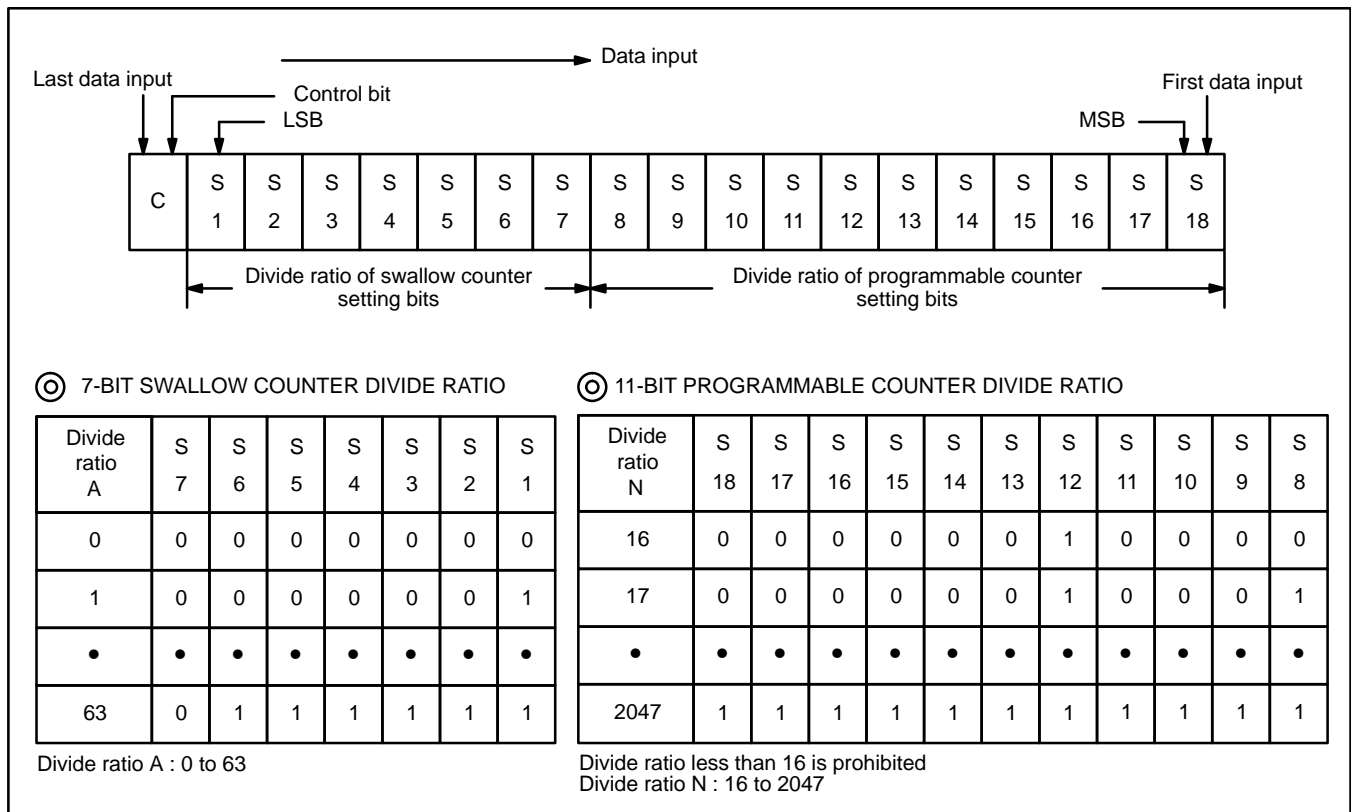 Data input
Last data input
First data input
Control bit
LSB
MSB
C S S S S S S S S S S S S S S S S S S
1 2 3 4 5 6 7 8 9 10 11 12 13 14 15 16 17 18
Divide ratio of swallow counter
setting bits
Divide ratio of programmable counter
setting bits
7-BIT SWALLOW COUNTER DIVIDE RATIO
Divide
ratio
A
S S S S S S S
7 6 5 4 3 2 1
0 0 0 0 0 0 0 0
1 0 0 0 0 0 0 1
• • • • • • • •
63 0 1 1 1 1 1 1
Divide ratio A : 0 to 63
11-BIT PROGRAMMABLE COUNTER DIVIDE RATIO
Divide
ratio
N
S S S S S S S S S S S
18 17 16 15 14 13 12 11 10 9 8
16 0 0 0 0 0 0 1 0 0 0 0
17 0 0 0 0 0 0 1 0 0 0 1
• • • • • • • • • • • •
2047 1 1 1 1 1 1 1 1 1 1 1
Divide ratio less than 16 is prohibited
Divide ratio N : 16 to 2047